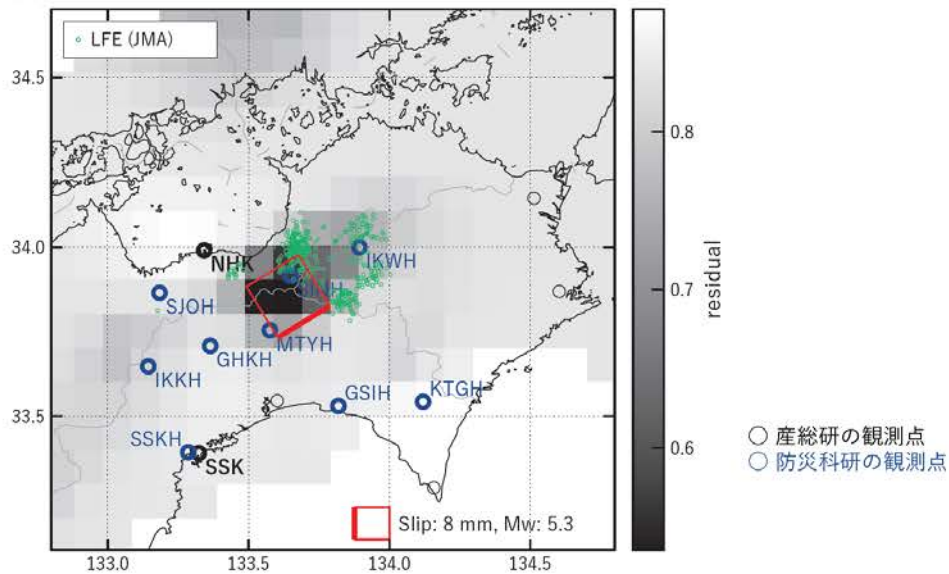 LFE (JMA)
34.5
34.0
33.5
NHK
IKWH
SJOH
MTYH
GHKH
IKKH
GSIH
KTGH
SSKH
SSK
Slip: 8 mm, Mw: 5.3
133.0
133.5
134.0
134.5
0.8
0.7
0.6
residual
産総研の観測点
防災科研の観測点